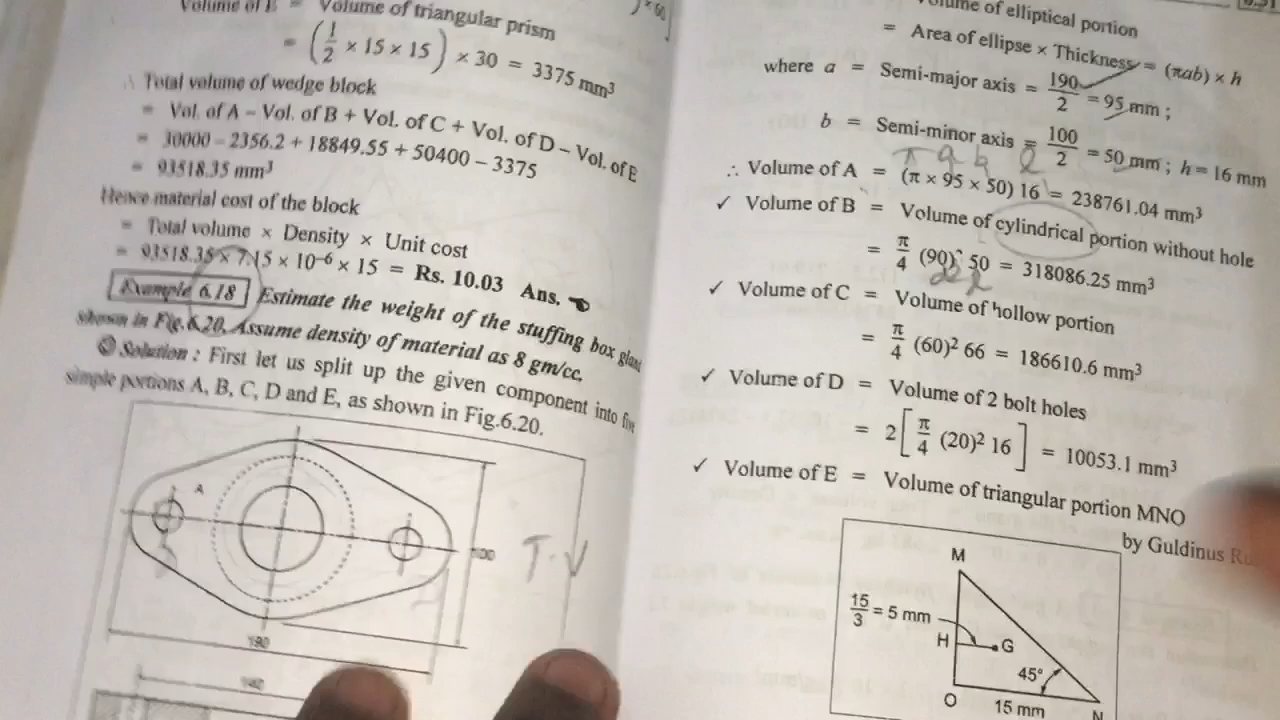 Volume of E = Volume of triangular prism
= (1/2 × 15 × 15) × 30 = 3375 mm³
∴ Total volume of wedge block
= Vol. of A – Vol. of B + Vol. of C + Vol. of D – Vol. of E
= 30000 – 2356.2 + 18849.55 + 50400 – 3375
= 93518.35 mm³
Hence material cost of the block
= Total volume × Density × Unit cost
= 93518.35 × 7.15 × 10⁻⁶ × 15 = Rs. 10.03 Ans.
Example 6.18 Estimate the weight of the stuffing box
shown in Fig.6.20. Assume density of material as 8 gm/cc.
Solution : First let us split up the given component into
simple portions A, B, C, D and E, as shown in Fig.6.20.
A
100
T.V
190
140
Volume of elliptical portion
= Area of ellipse × Thickness = (πab) × h
where a = Semi-major axis = 190/2 = 95 mm ;
b = Semi-minor axis = 100/2 = 50 mm ; h = 16 mm
π a b
∴ Volume of A = (π × 95 × 50) 16 = 238761.04 mm³
✓ Volume of B = Volume of cylindrical portion without hole
= π/4 (90)² 50 = 318086.25 mm³
✓ Volume of C = Volume of hollow portion
= π/4 (60)² 66 = 186610.6 mm³
✓ Volume of D = Volume of 2 bolt holes
= 2[π/4 (20)² 16] = 10053.1 mm³
✓ Volume of E = Volume of triangular portion MNO
by Guldinus
M
15/3 = 5 mm
H
G
45°
O
15 mm
N